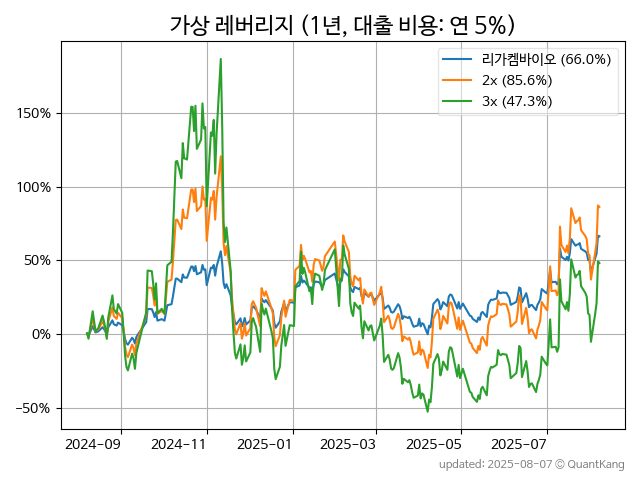 가상 레버리지 (1년, 대출 비용: 연 5%)
리가켐바이오 (66.0%)
2x (85.6%)
3x (47.3%)
150%
100%
50%
0%
−50%
2024-09 2024-11 2025-01 2025-03 2025-05 2025-07
updated: 2025-08-07 © QuantKang